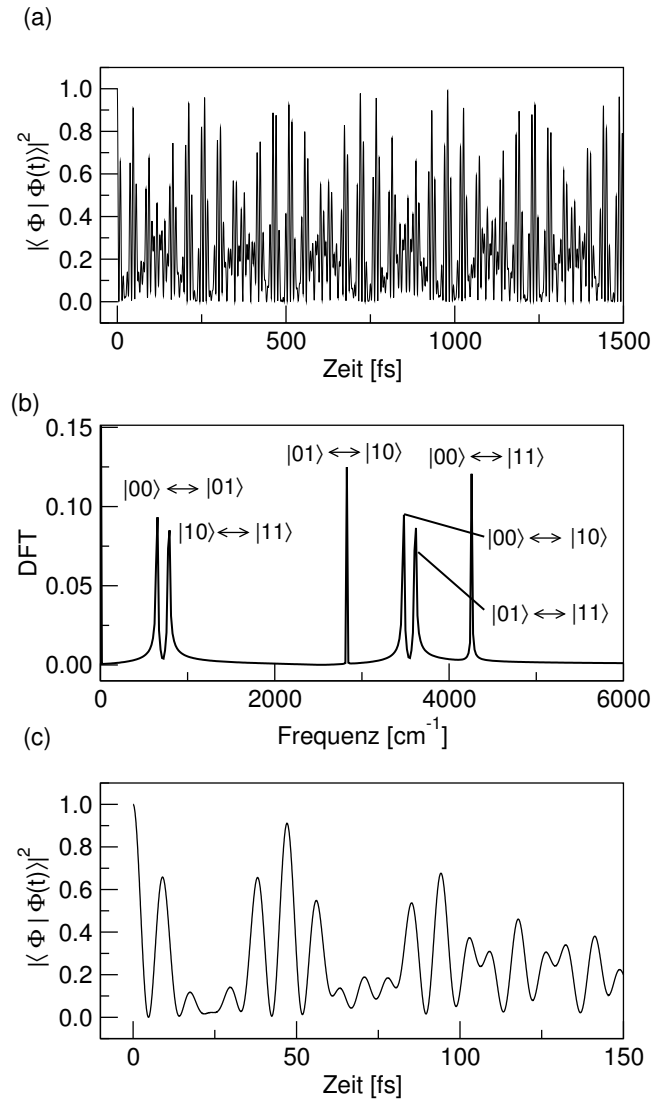 (a)
1.0
0.8
0.6
0.4
0.2
0.0
|⟨ Φ | Φ(t)⟩|²
0 500 1000 1500
Zeit [fs]
(b)
0.15
0.10
0.05
0.00
DFT
|00⟩ ⟷ |01⟩
|10⟩ ⟷ |11⟩
|01⟩ ⟷ |10⟩
|00⟩ ⟷ |11⟩
|00⟩ ⟷ |10⟩
|01⟩ ⟷ |11⟩
0 2000 4000 6000
Frequenz [cm⁻¹]
(c)
1.0
0.8
0.6
0.4
0.2
0.0
|⟨ Φ | Φ(t)⟩|²
0 50 100 150
Zeit [fs]